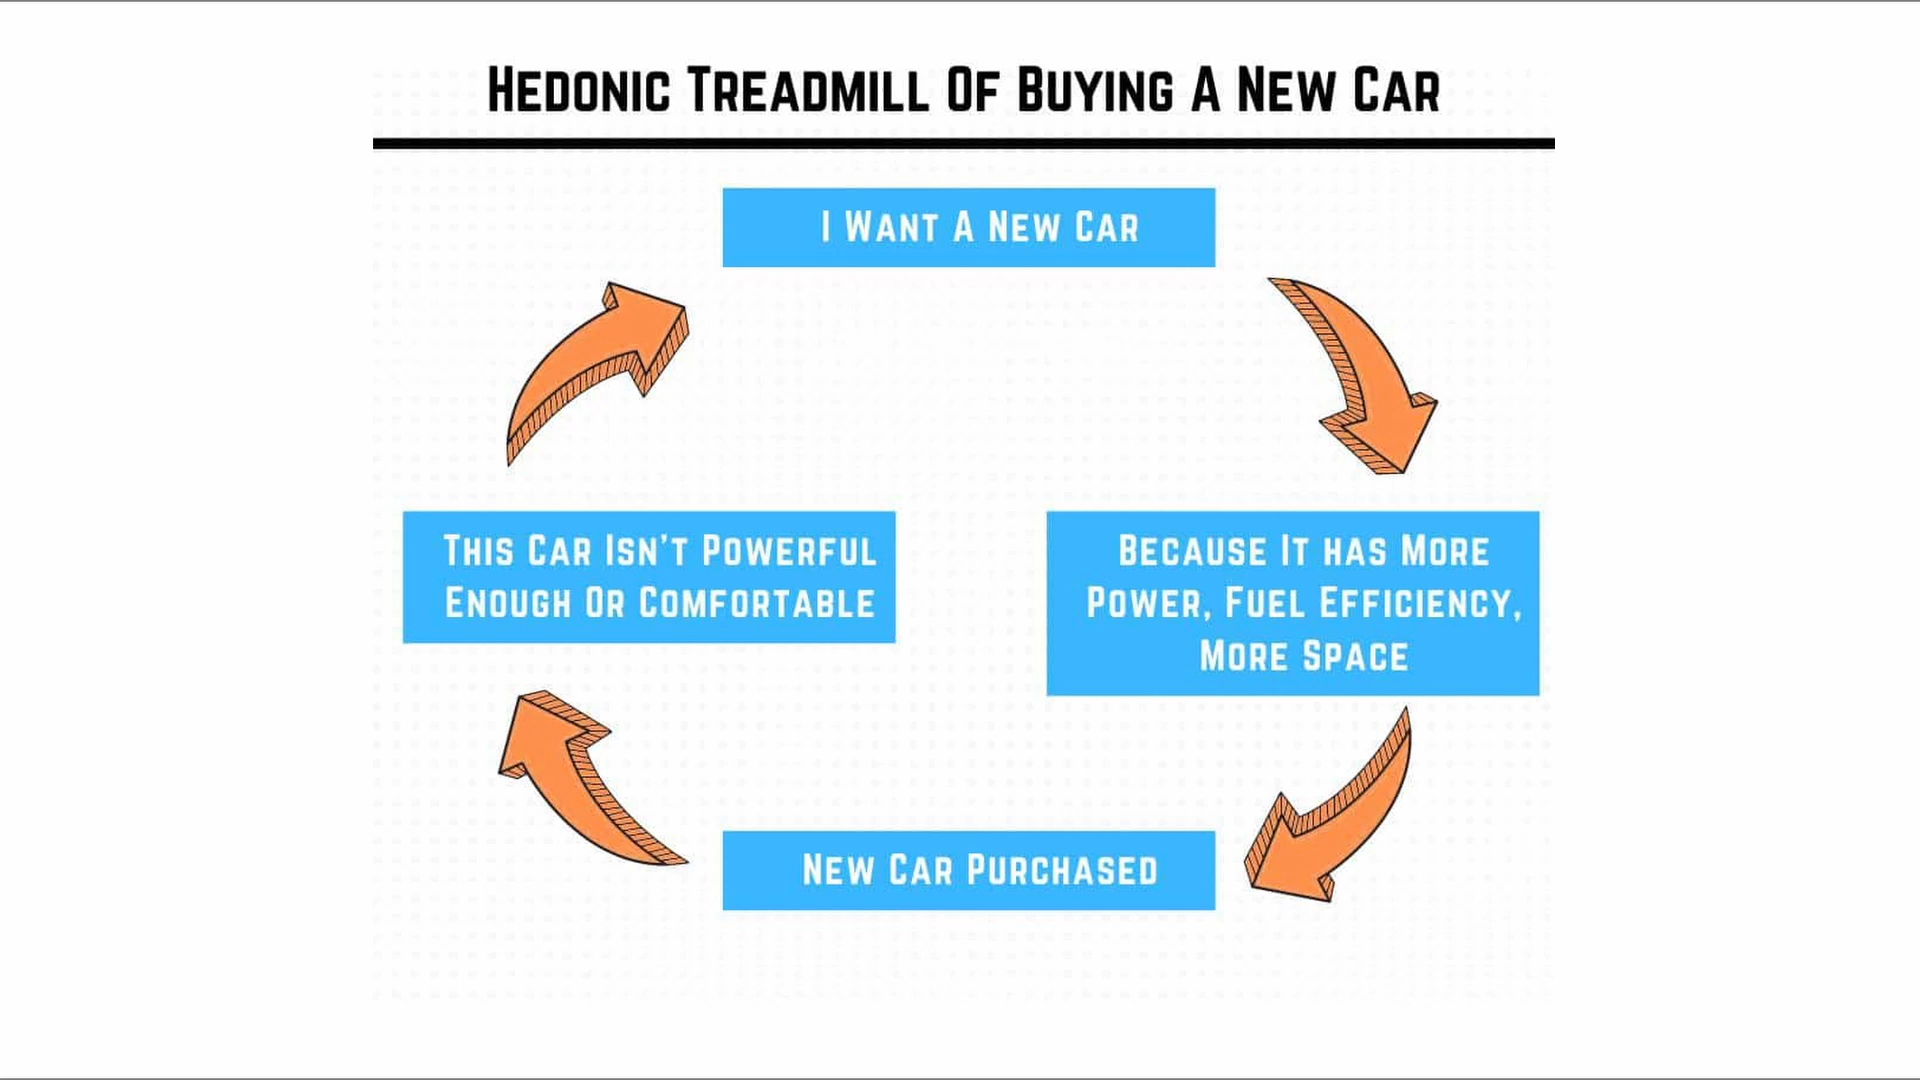 Hedonic Treadmill Of Buying A New Car
I Want A New Car
This Car Isn't Powerful
Enough Or Comfortable
Because It has More
Power, Fuel Efficiency,
More Space
New Car Purchased